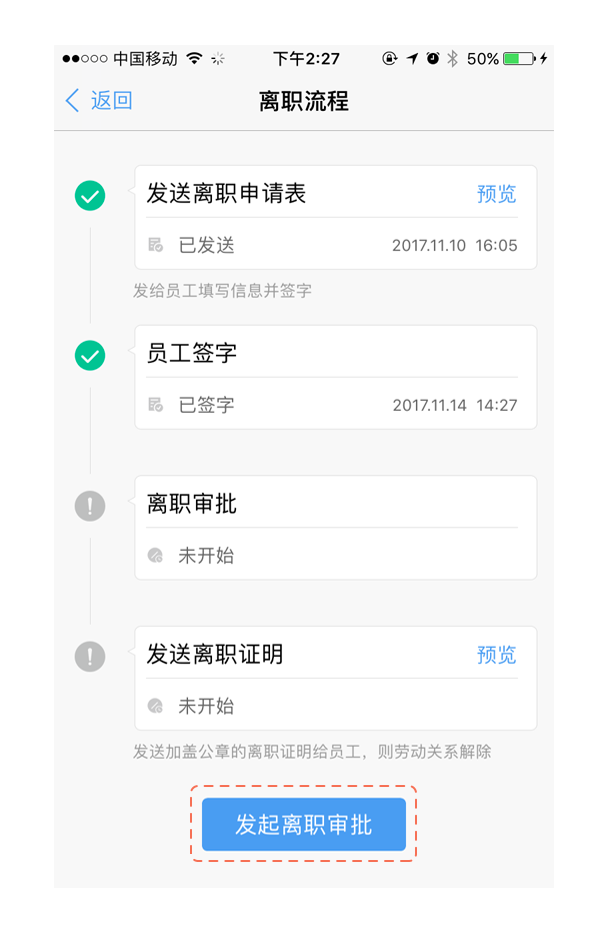 中国移动 下午2:27 50%
返回 离职流程
发送离职申请表 预览
已发送 2017.11.10 16:05
发给员工填写信息并签字
员工签字
已签字 2017.11.14 14:27
离职审批
未开始
发送离职证明 预览
未开始
发送加盖公章的离职证明给员工，则劳动关系解除
发起离职审批